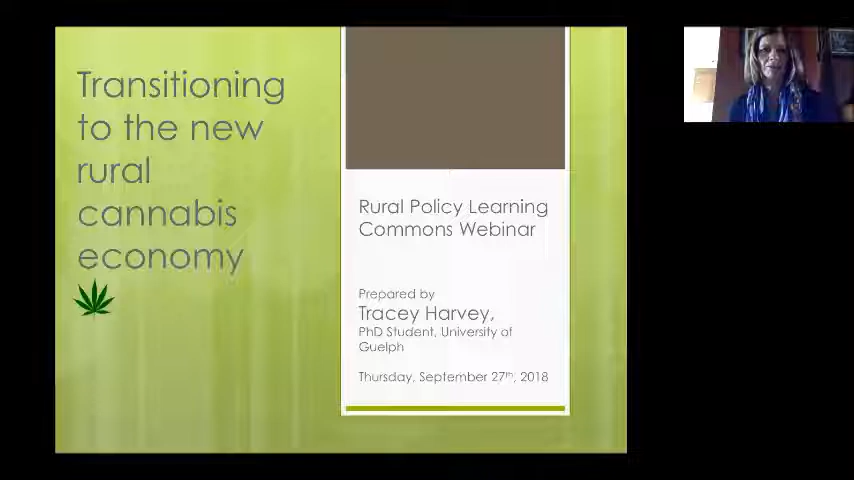 Transitioning
to the new
rural
cannabis
economy
Rural Policy Learning
Commons Webinar
Prepared by
Tracey Harvey,
PhD Student, University of
Guelph
Thursday, September 27th, 2018